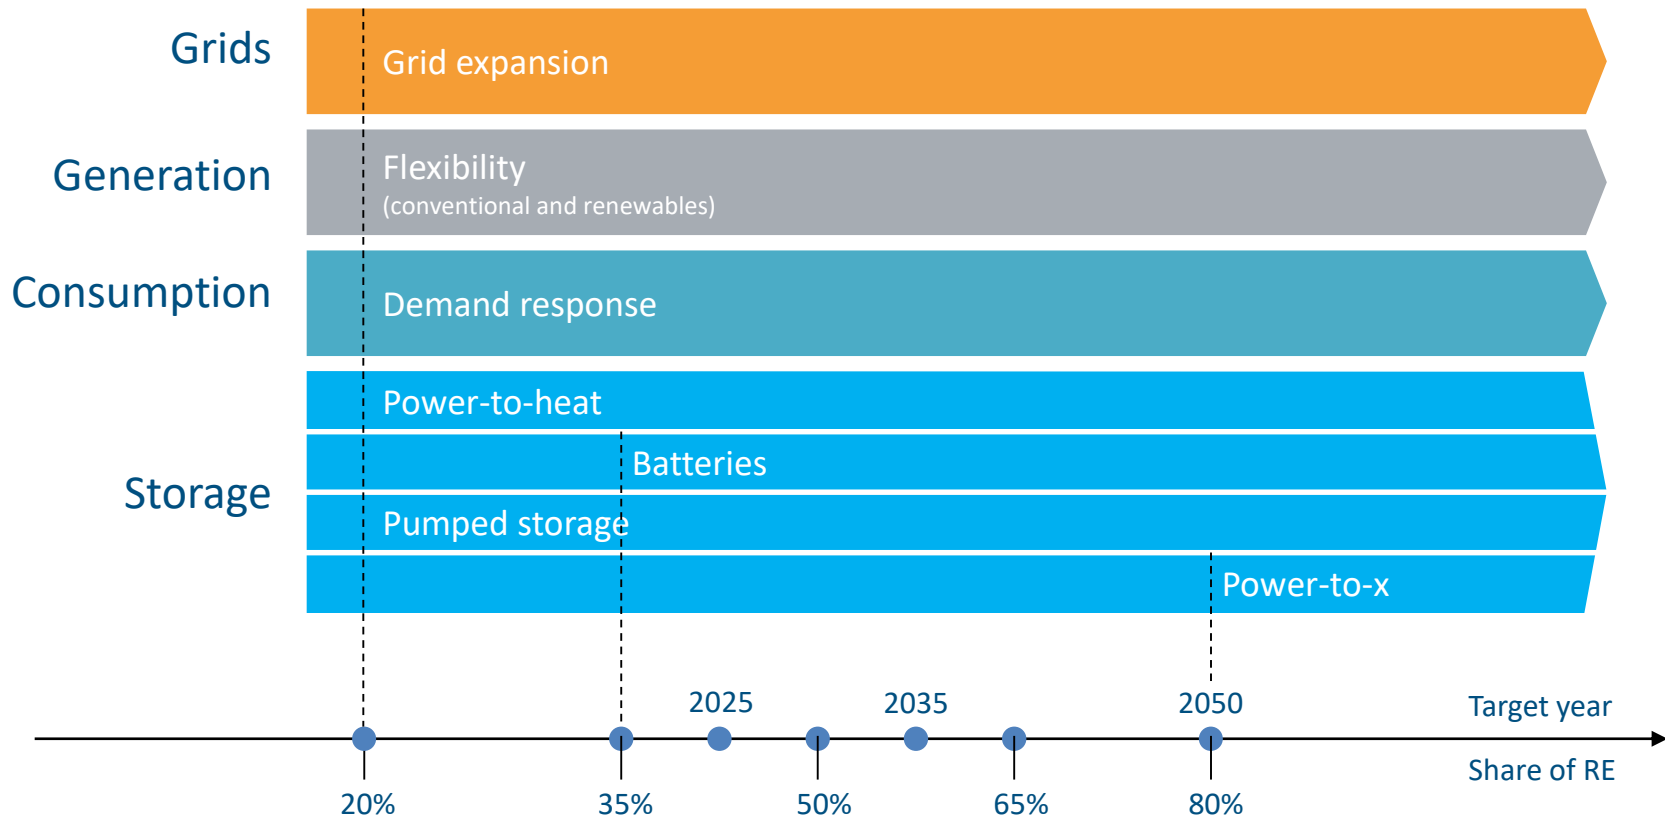 Grids
Grid expansion
Generation
Flexibility
(conventional and renewables)
Consumption
Demand response
Storage
Power-to-heat
Batteries
Pumped storage
Power-to-x
2025
2035
2050
Target year
Share of RE
20%
35%
50%
65%
80%